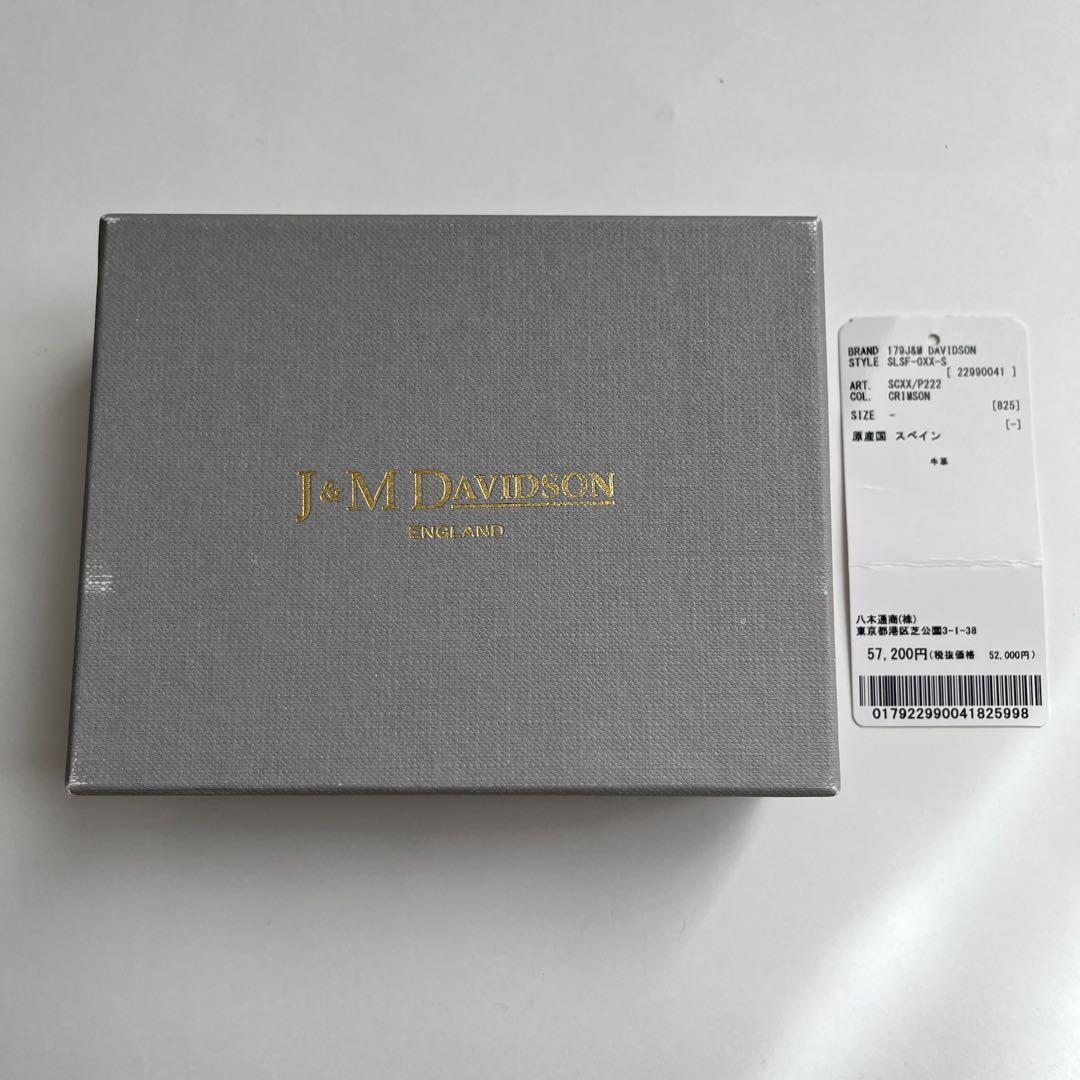 J&M DAVIDSON
ENGLAND
BRAND 179J&M DAVIDSON
STYLE SLSF-0XX-S
[ 22990041 ]
ART. SCXX/P222
COL. CRIMSON
[825]
SIZE -
[-]
原産国 スペイン
牛革
八木通商(株)
東京都港区芝公園3-1-38
57,200円(税抜価格 52,000円)
017922990041825998